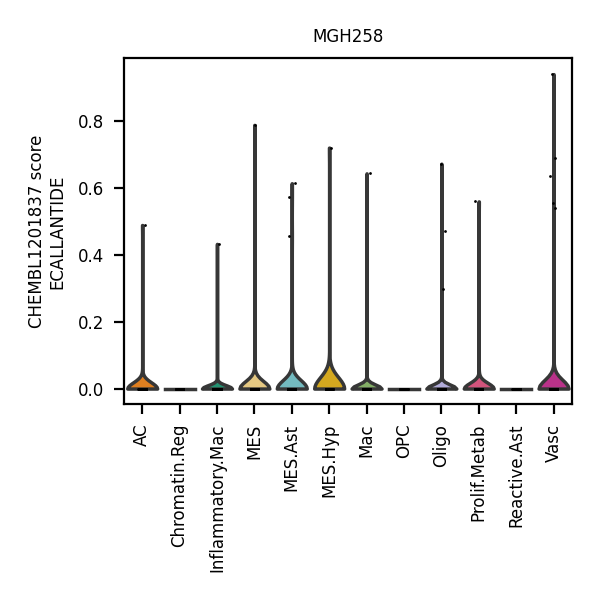 MGH258
CHEMBL1201837 score
ECALLANTIDE
0.8
0.6
0.4
0.2
0.0
AC
Chromatin.Reg
Inflammatory.Mac
MES
MES.Ast
MES.Hyp
Mac
OPC
Oligo
Prolif.Metab
Reactive.Ast
Vasc